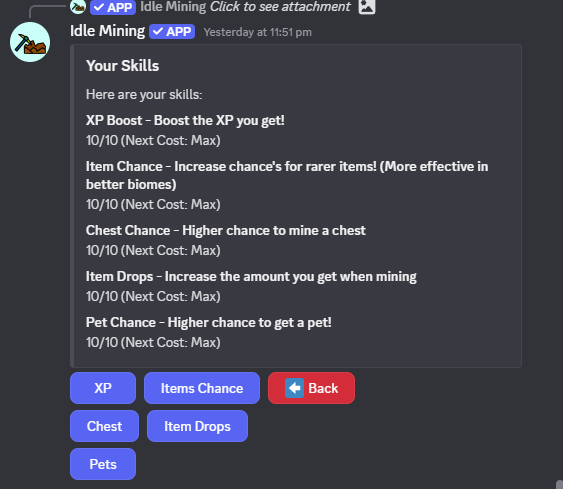 APP Idle Mining Click to see attachment
Idle Mining APP Yesterday at 11:51 pm
Your Skills
Here are your skills:
XP Boost - Boost the XP you get!
10/10 (Next Cost: Max)
Item Chance - Increase chance's for rarer items! (More effective in
better biomes)
10/10 (Next Cost: Max)
Chest Chance - Higher chance to mine a chest
10/10 (Next Cost: Max)
Item Drops - Increase the amount you get when mining
10/10 (Next Cost: Max)
Pet Chance - Higher chance to get a pet!
10/10 (Next Cost: Max)
XP Items Chance Back
Chest Item Drops
Pets